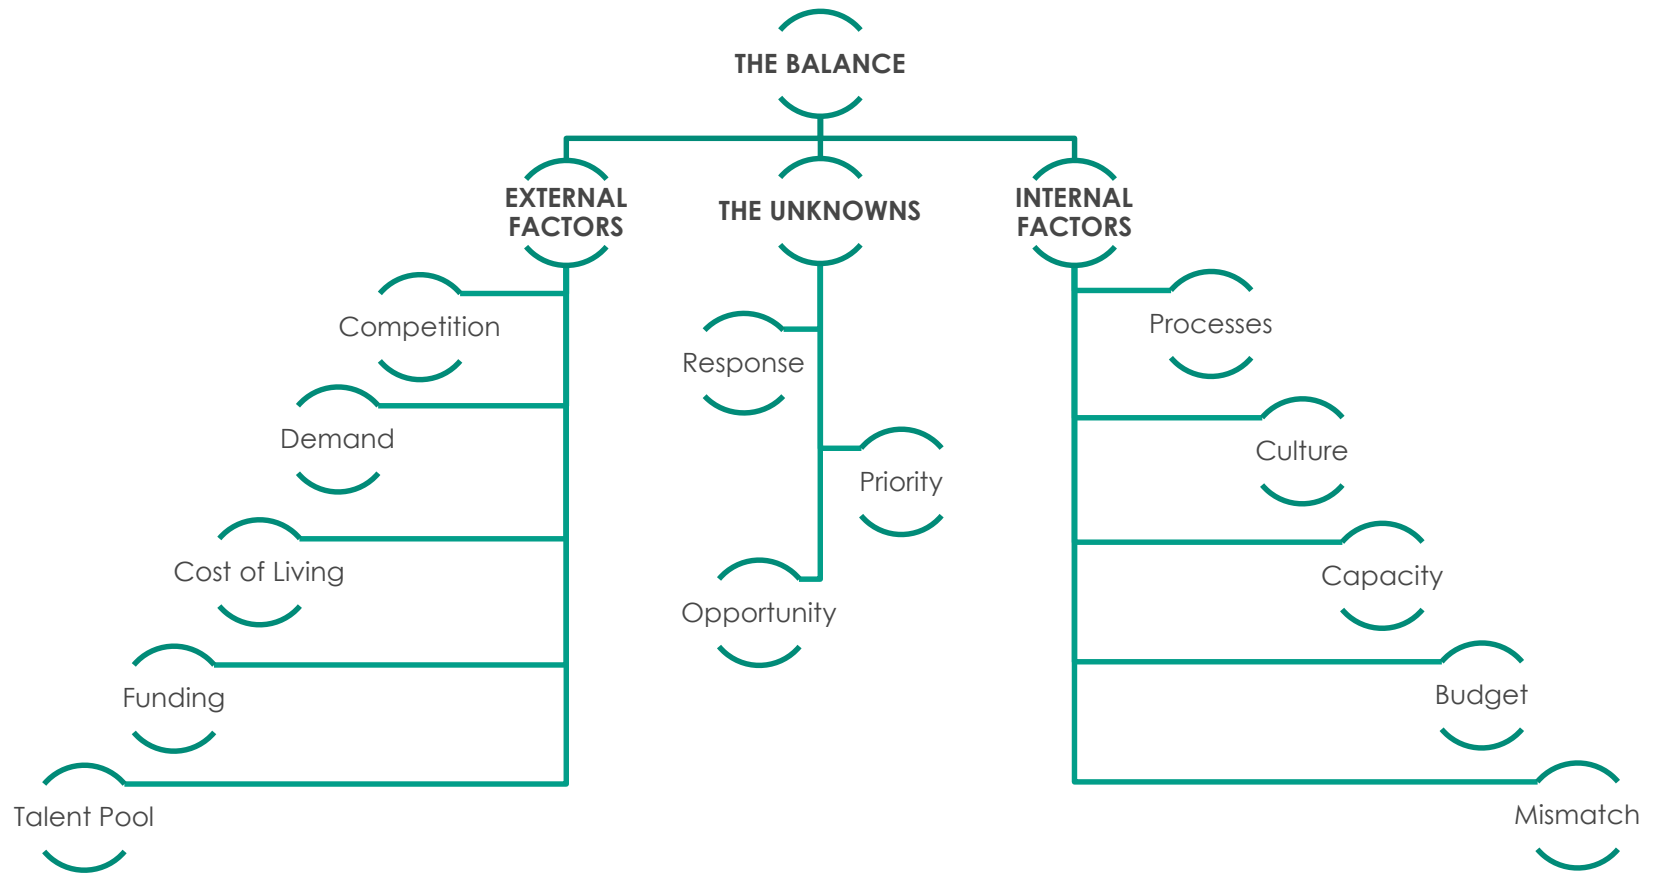 THE BALANCE
EXTERNAL
FACTORS
Competition
Demand
Cost of Living
Funding
Talent Pool
THE UNKNOWNS
Response
Priority
Opportunity
INTERNAL
FACTORS
Processes
Culture
Capacity
Budget
Mismatch